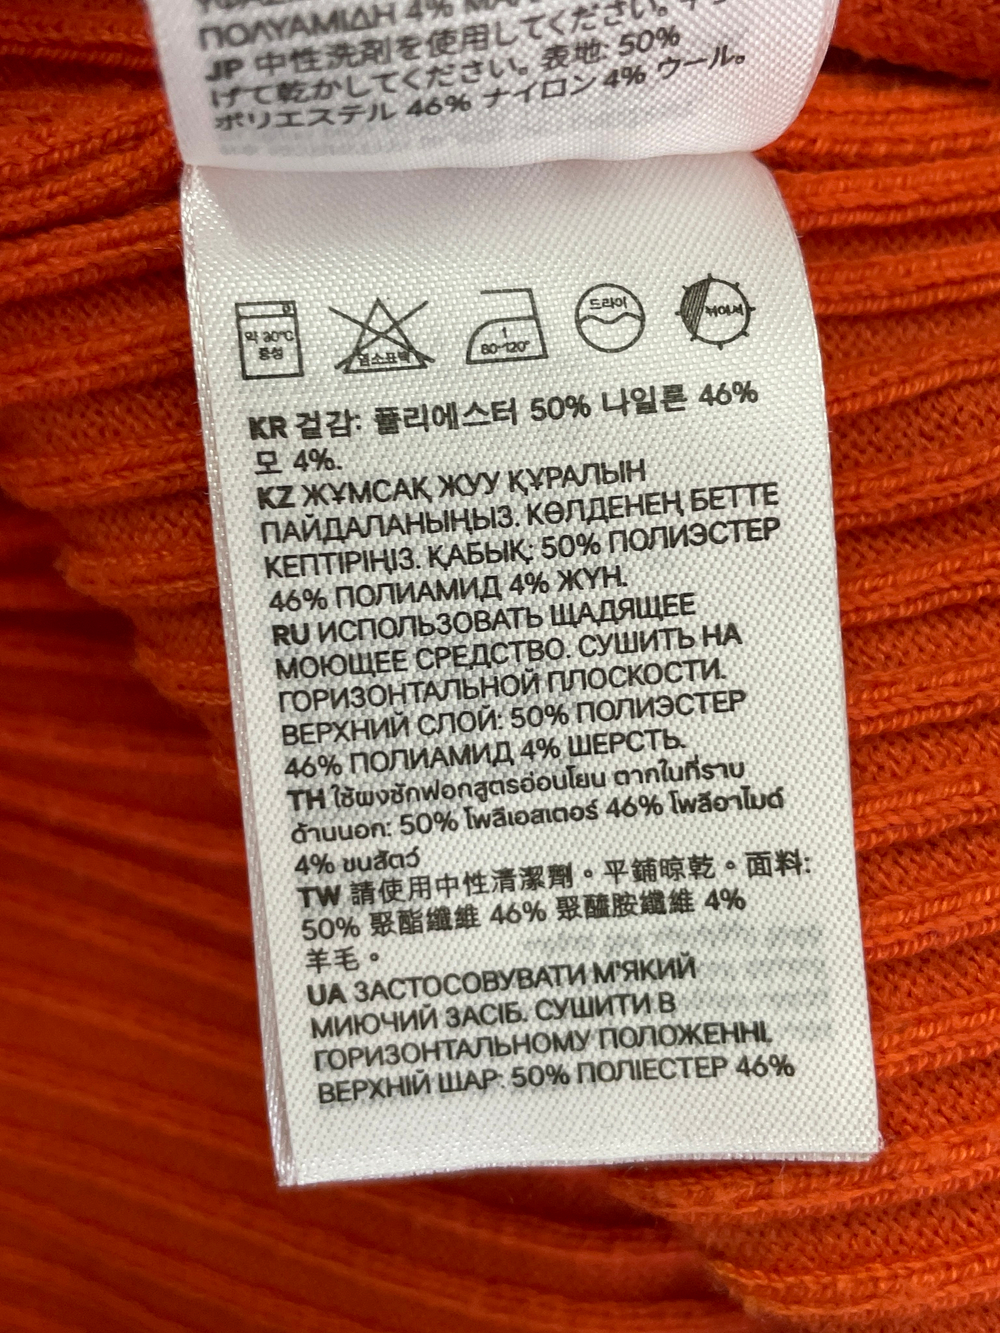 ΠΟΛΥΑΜΙΔΗ 4%
JP 中性洗剤を使用してください。
げて乾かしてください。表地: 50%
ポリエステル 46% ナイロン 4% ウール。
약 30°C
중성
염소표백
1
80-120°
드라이
뉘어서
KR 겉감: 폴리에스터 50% 나일론 46%
모 4%.
KZ ЖҰМСАҚ ЖУУ ҚҰРАЛЫН
ПАЙДАЛАНЫҢЫЗ. КӨЛДЕНЕҢ БЕТТЕ
КЕПТІРІҢІЗ. ҚАБЫҚ: 50% ПОЛИЭСТЕР
46% ПОЛИАМИД 4% ЖҮН.
RU ИСПОЛЬЗОВАТЬ ЩАДЯЩЕЕ
МОЮЩЕЕ СРЕДСТВО. СУШИТЬ НА
ГОРИЗОНТАЛЬНОЙ ПЛОСКОСТИ.
ВЕРХНИЙ СЛОЙ: 50% ПОЛИЭСТЕР
46% ПОЛИАМИД 4% ШЕРСТЬ.
TH ใช้ผงซักฟอกสูตรอ่อนโยน ตากในที่ราบ
ด้านนอก: 50% โพลีเอสเตอร์ 46% โพลีอาไมด์
4% ขนสัตว์
TW 請使用中性清潔劑。平鋪晾乾。面料:
50% 聚酯纖維 46% 聚醯胺纖維 4%
羊毛。
UA ЗАСТОСОВУВАТИ М'ЯКИЙ
МИЮЧИЙ ЗАСІБ. СУШИТИ В
ГОРИЗОНТАЛЬНОМУ ПОЛОЖЕННІ.
ВЕРХНІЙ ШАР: 50% ПОЛІЕСТЕР 46%